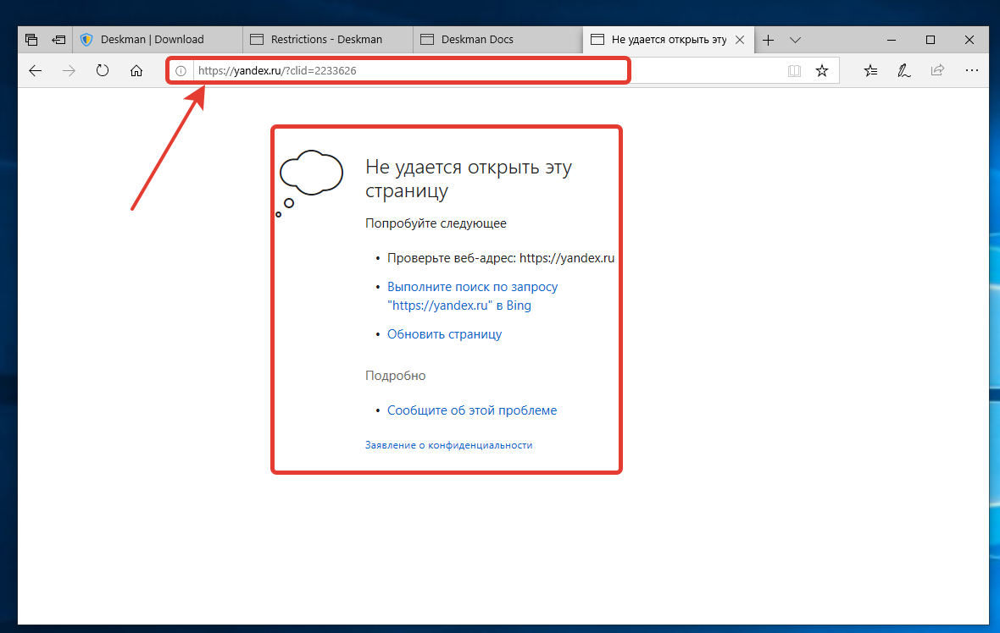 Deskman | Download
Restrictions - Deskman
Deskman Docs
Не удается открыть эту
https://yandex.ru/?clid=2233626
Не удается открыть эту
страницу
Попробуйте следующее
• Проверьте веб-адрес: https://yandex.ru
• Выполните поиск по запросу
"https://yandex.ru" в Bing
• Обновить страницу
Подробно
• Сообщите об этой проблеме
Заявление о конфиденциальности